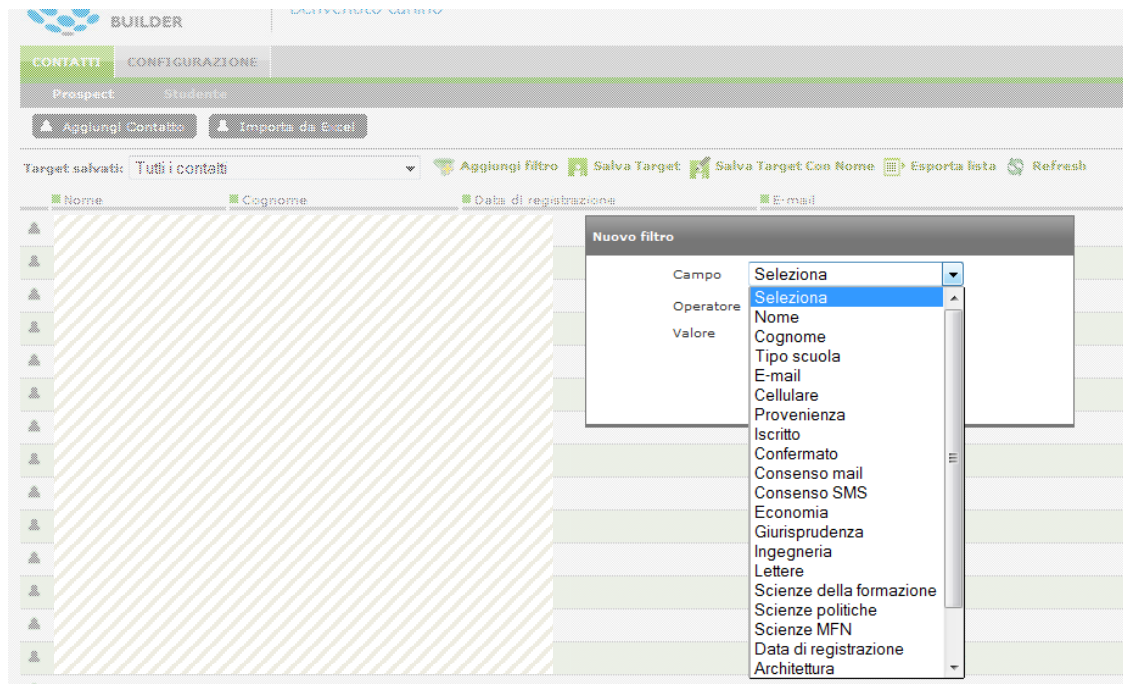 BUILDER
Benvenuto
CONTATTI CONFIGURAZIONE
Prospect Studente
Aggiungi Contatto Importa da Excel
Target salvati: Tutti i contatti Aggiungi filtro Salva Target Salva Target Con Nome Esporta lista Refresh
Nome Cognome Data di registrazione E-mail
Nuovo filtro
Campo Seleziona
Operatore
Valore
Seleziona
Nome
Cognome
Tipo scuola
E-mail
Cellulare
Provenienza
Iscritto
Confermato
Consenso mail
Consenso SMS
Economia
Giurisprudenza
Ingegneria
Lettere
Scienze della formazione
Scienze politiche
Scienze MFN
Data di registrazione
Architettura